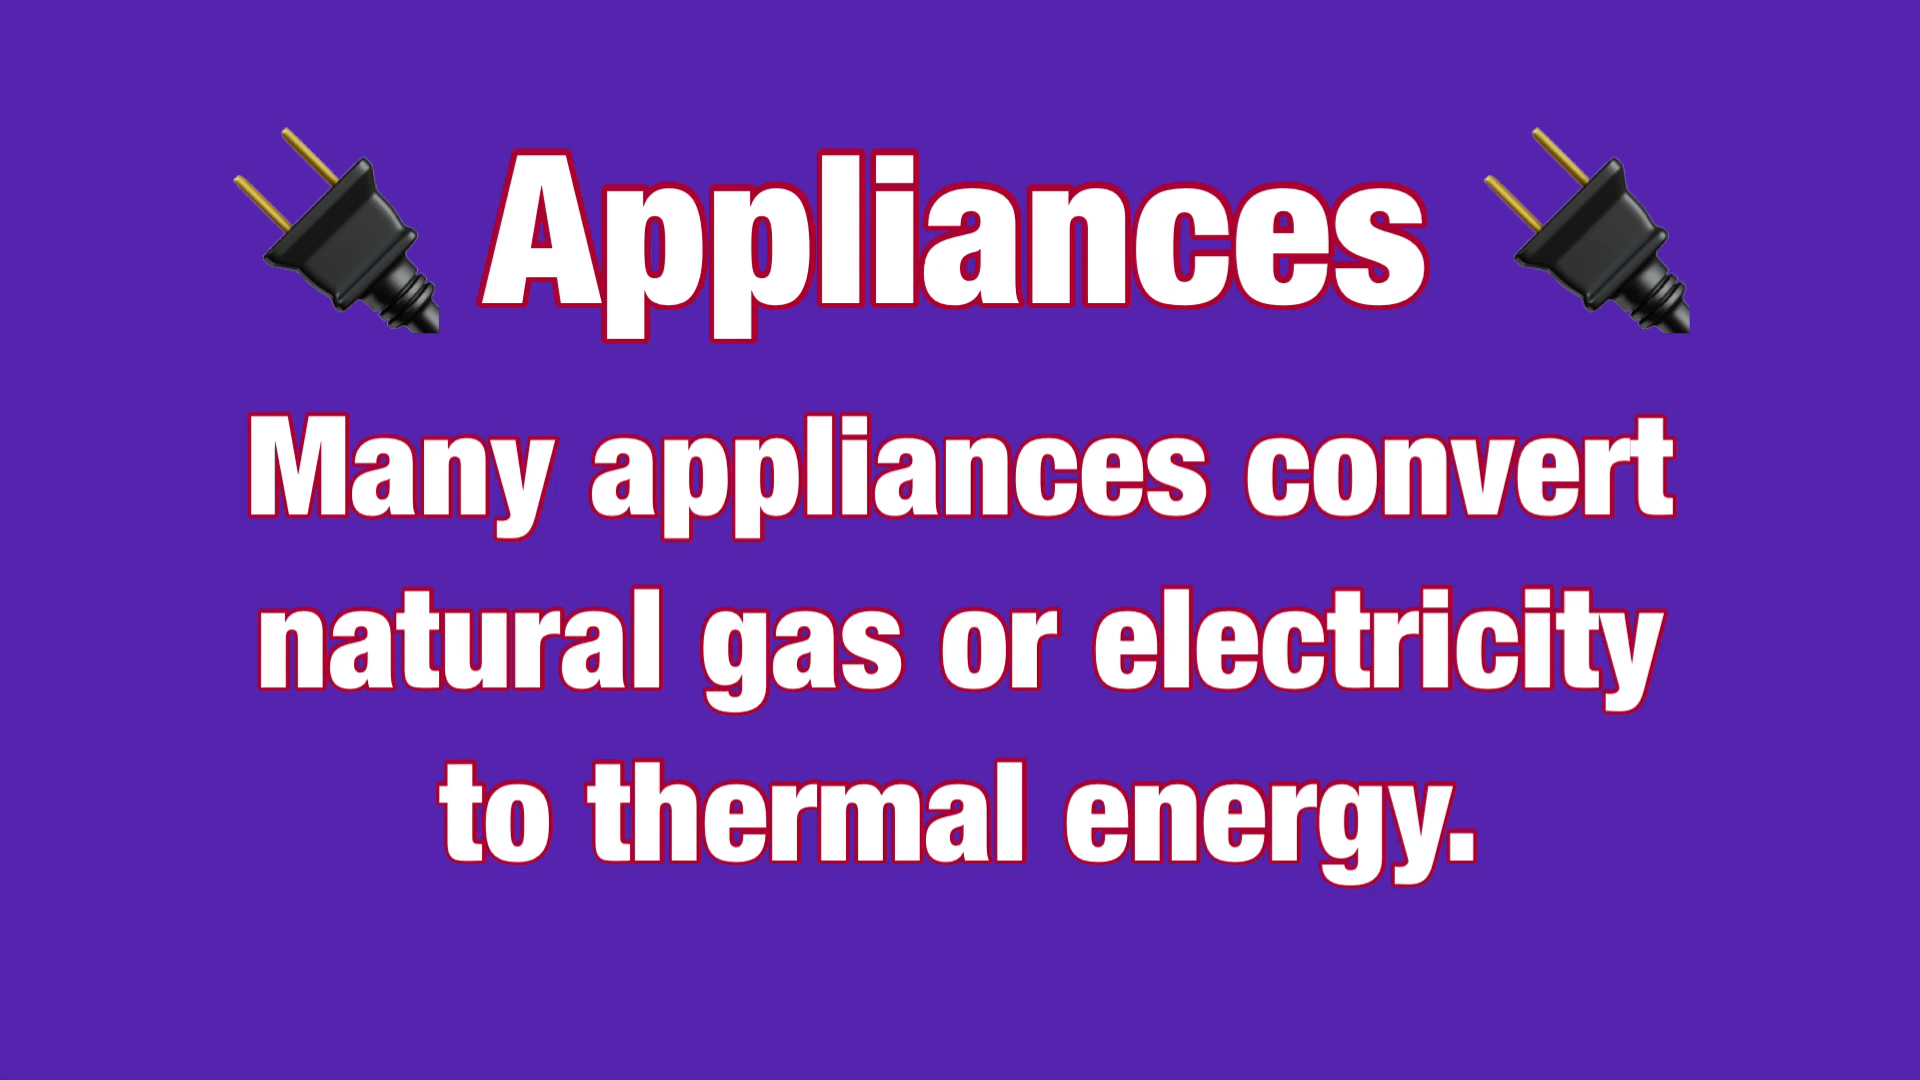 Appliances
Many appliances convert
natural gas or electricity
to thermal energy.